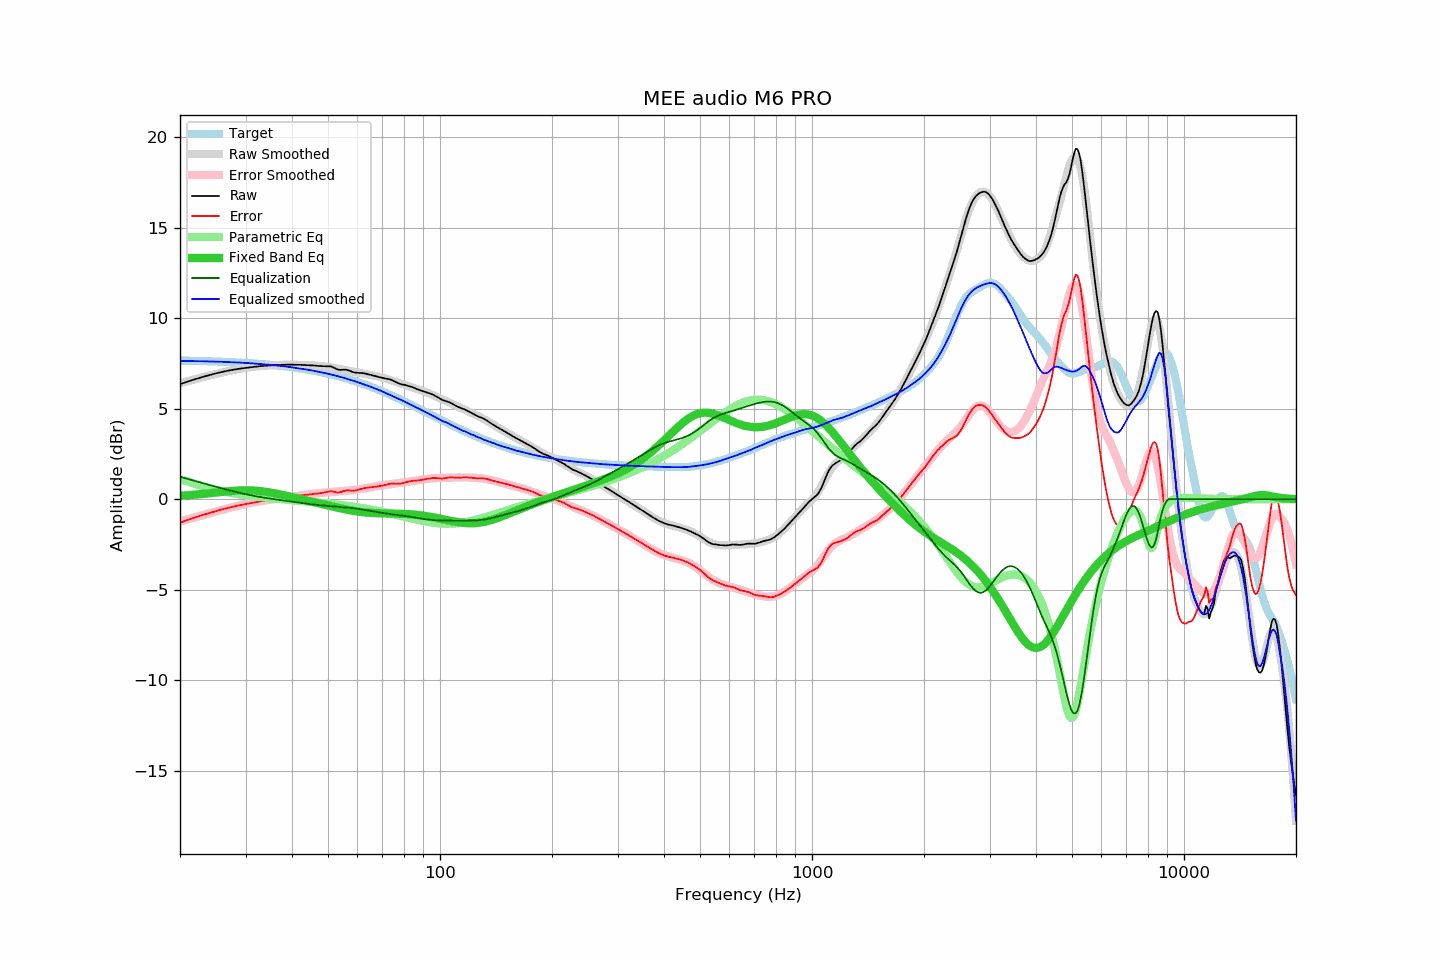 MEE audio M6 PRO
Target
Raw Smoothed
Error Smoothed
Raw
Error
Parametric Eq
Fixed Band Eq
Equalization
Equalized smoothed
20
15
10
5
0
−5
−10
−15
Amplitude (dBr)
100
1000
10000
Frequency (Hz)